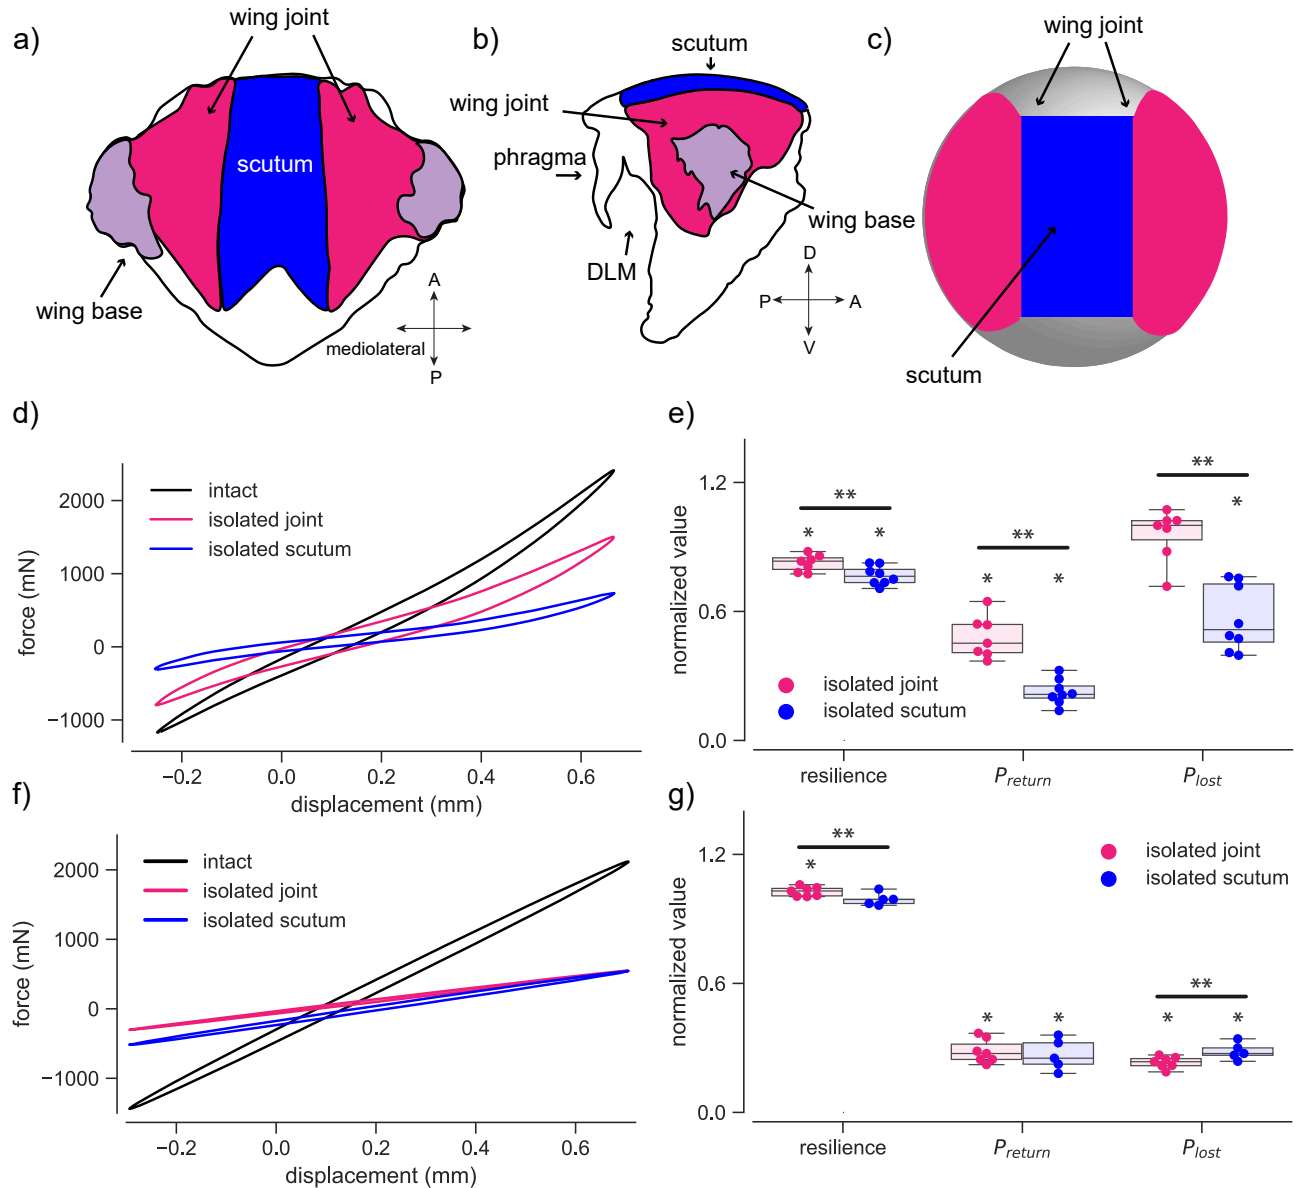 a)
wing joint
scutum
wing base
A
mediolateral
P
b)
scutum
wing joint
phragma
wing base
DLM
D
P
A
V
c)
wing joint
scutum
d)
force (mN)
2000
1000
0
−1000
intact
isolated joint
isolated scutum
−0.2
0.0
0.2
0.4
0.6
displacement (mm)
e)
normalized value
1.2
0.6
0.0
**
*
*
**
*
*
**
*
isolated joint
isolated scutum
resilience
P_return
P_lost
f)
force (mN)
2000
1000
0
−1000
intact
isolated joint
isolated scutum
−0.2
0.0
0.2
0.4
0.6
displacement (mm)
g)
normalized value
1.2
0.6
0.0
**
*
*
*
**
*
*
isolated joint
isolated scutum
resilience
P_return
P_lost